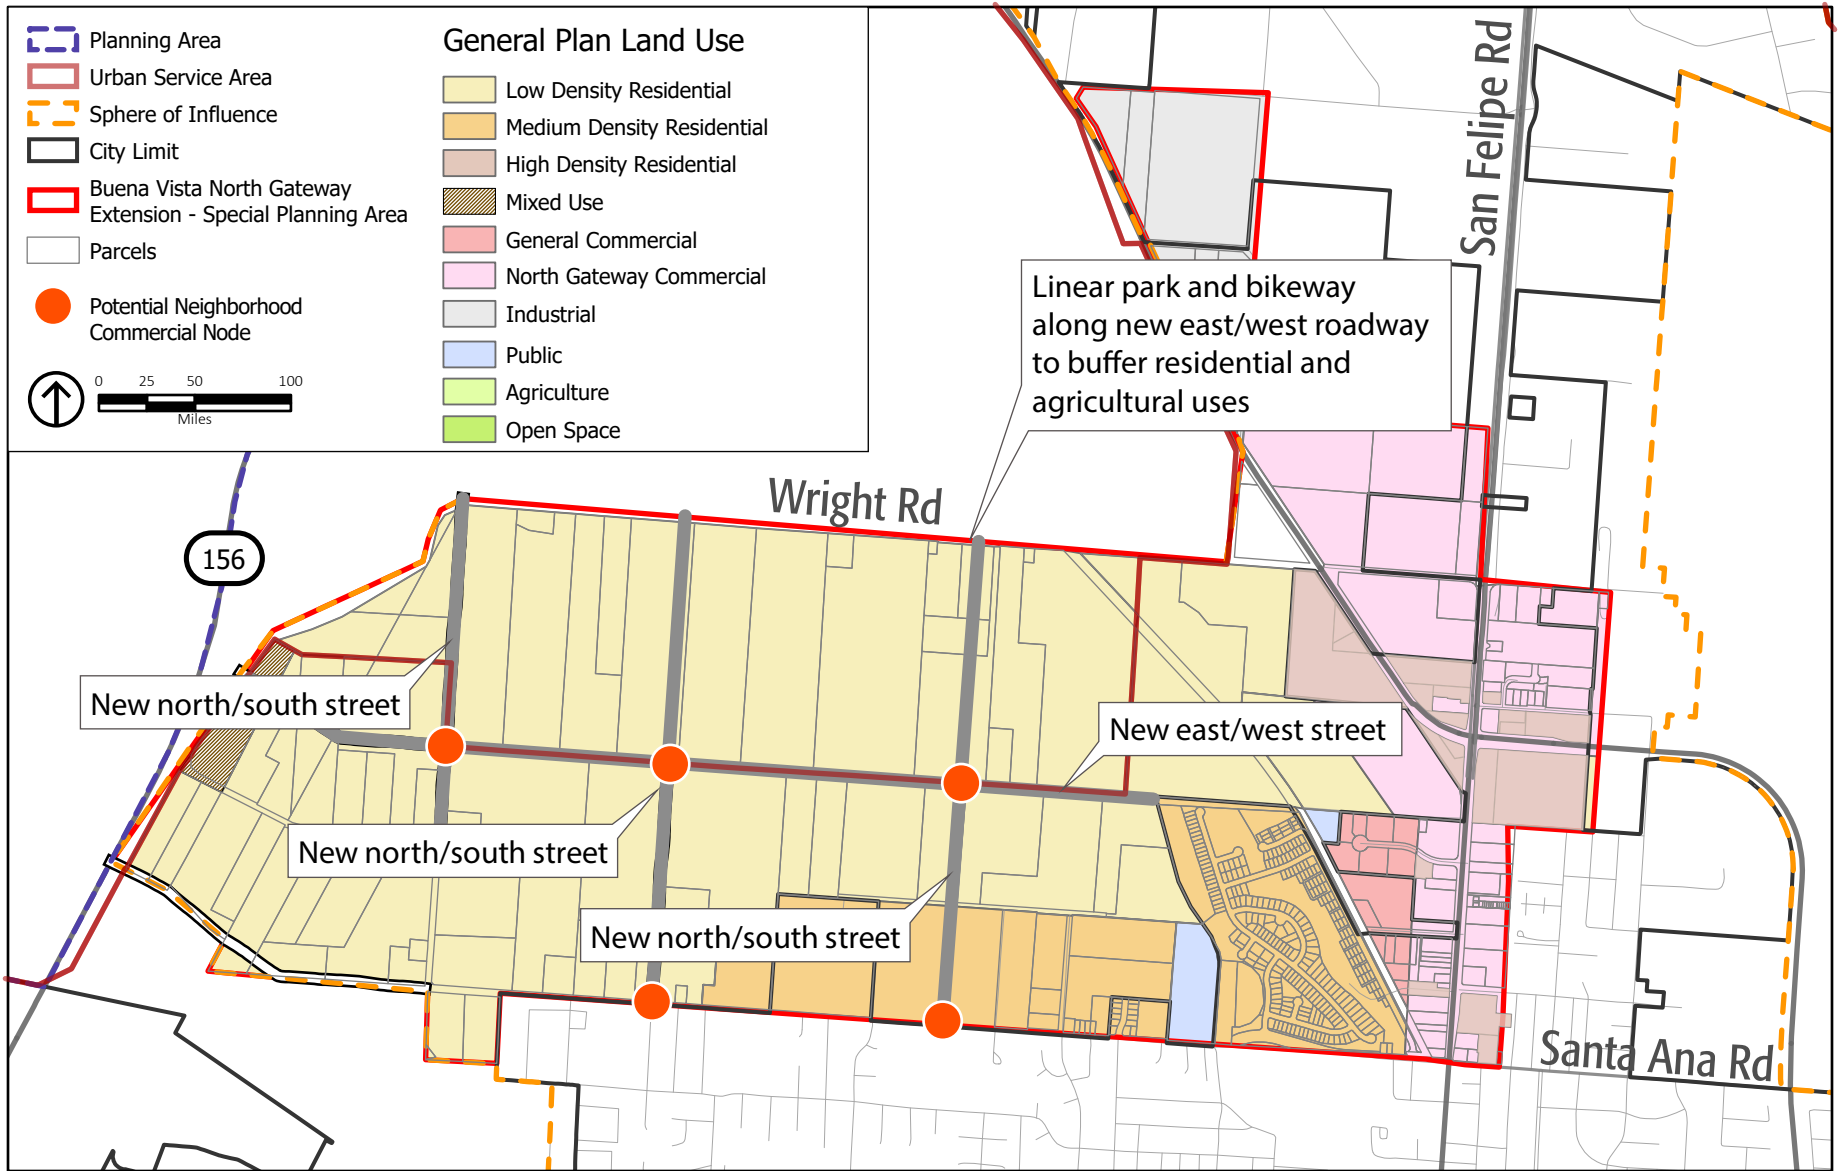 Planning Area
Urban Service Area
Sphere of Influence
City Limit
Buena Vista North Gateway
Extension - Special Planning Area
Parcels
Potential Neighborhood
Commercial Node
0 25 50 100
Miles
General Plan Land Use
Low Density Residential
Medium Density Residential
High Density Residential
Mixed Use
General Commercial
North Gateway Commercial
Industrial
Public
Agriculture
Open Space
San Felipe Rd
Linear park and bikeway
along new east/west roadway
to buffer residential and
agricultural uses
Wright Rd
156
New north/south street
New east/west street
New north/south street
New north/south street
Santa Ana Rd